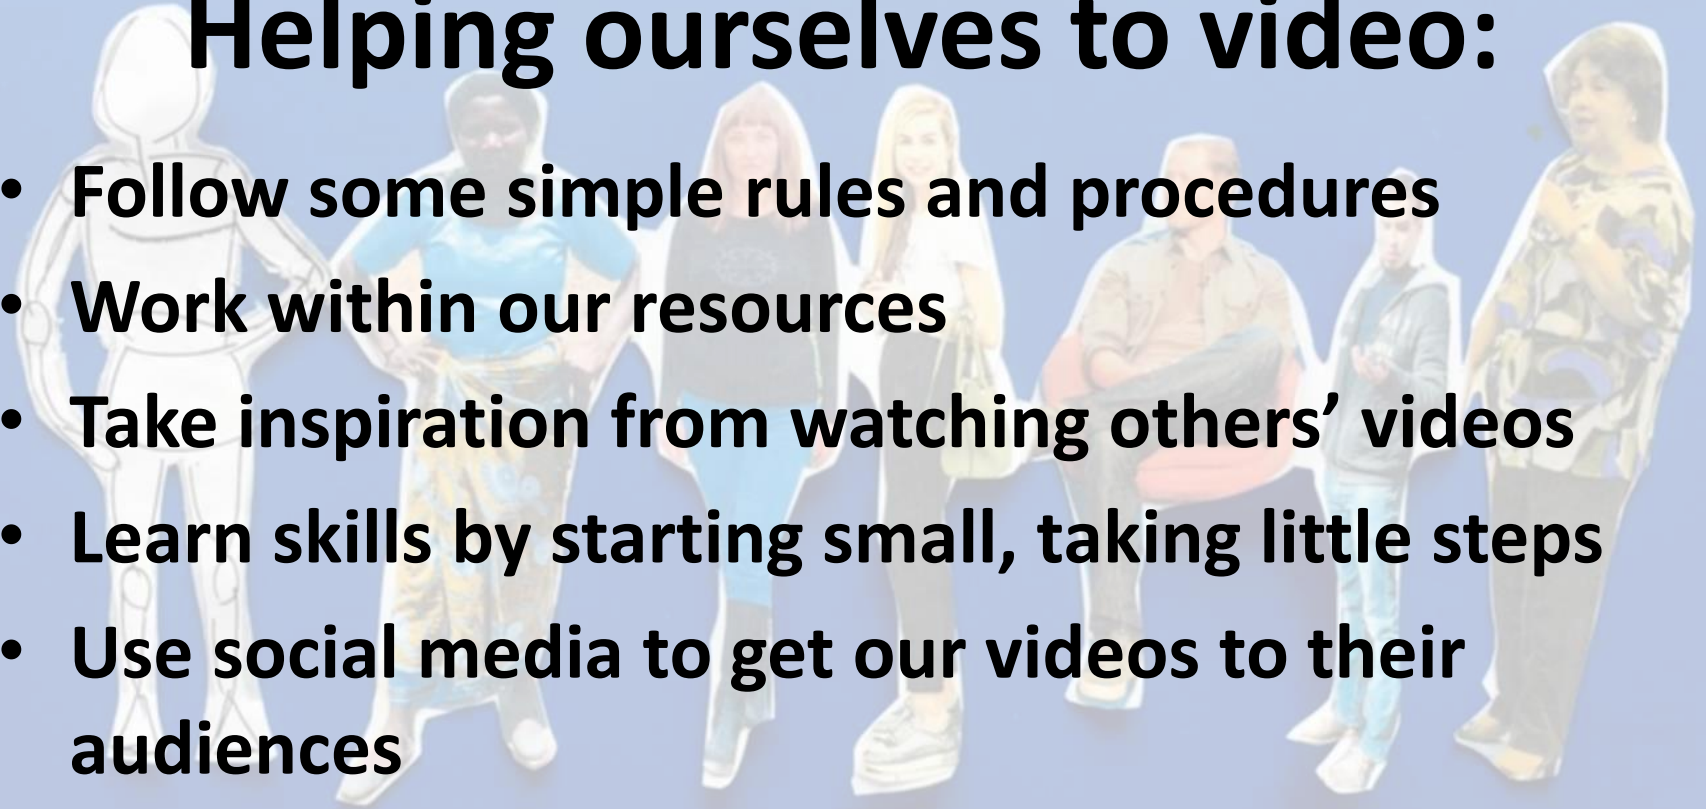 Helping ourselves to video:
• Follow some simple rules and procedures
• Work within our resources
• Take inspiration from watching others’ videos
• Learn skills by starting small, taking little steps
• Use social media to get our videos to their
audiences